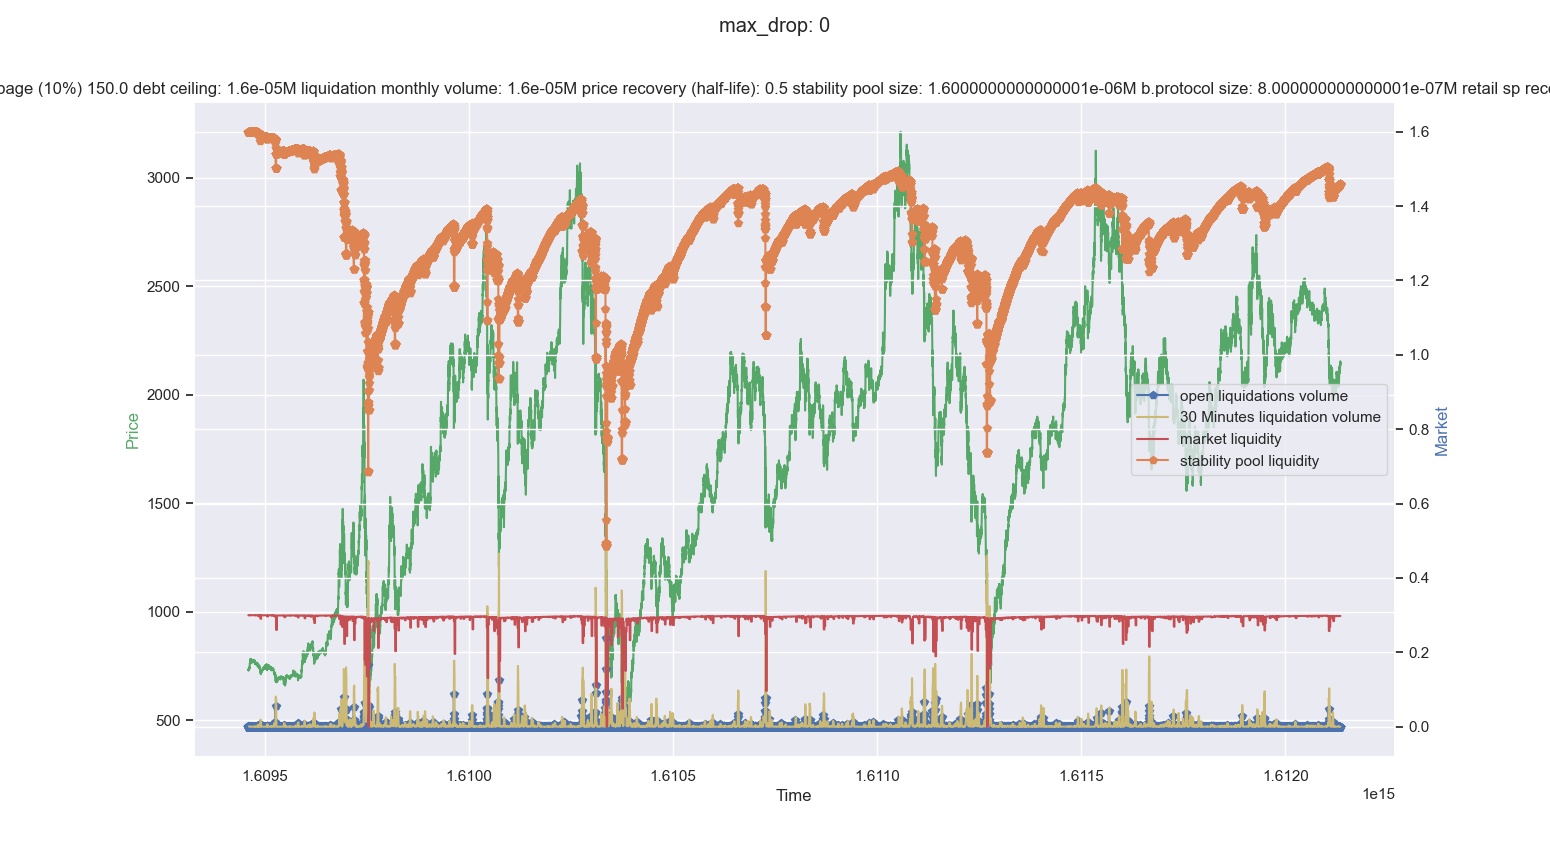 max_drop: 0
page (10%) 150.0 debt ceiling: 1.6e-05M liquidation monthly volume: 1.6e-05M price recovery (half-life): 0.5 stability pool size: 1.6000000000000001e-06M b.protocol size: 8.000000000000001e-07M retail sp
3000
2500
2000
1500
1000
500
Price
1.6
1.4
1.2
1.0
0.8
0.6
0.4
0.2
0.0
Market
open liquidations volume
30 Minutes liquidation volume
market liquidity
stability pool liquidity
1.6095 1.6100 1.6105 1.6110 1.6115 1.6120
Time
1e15